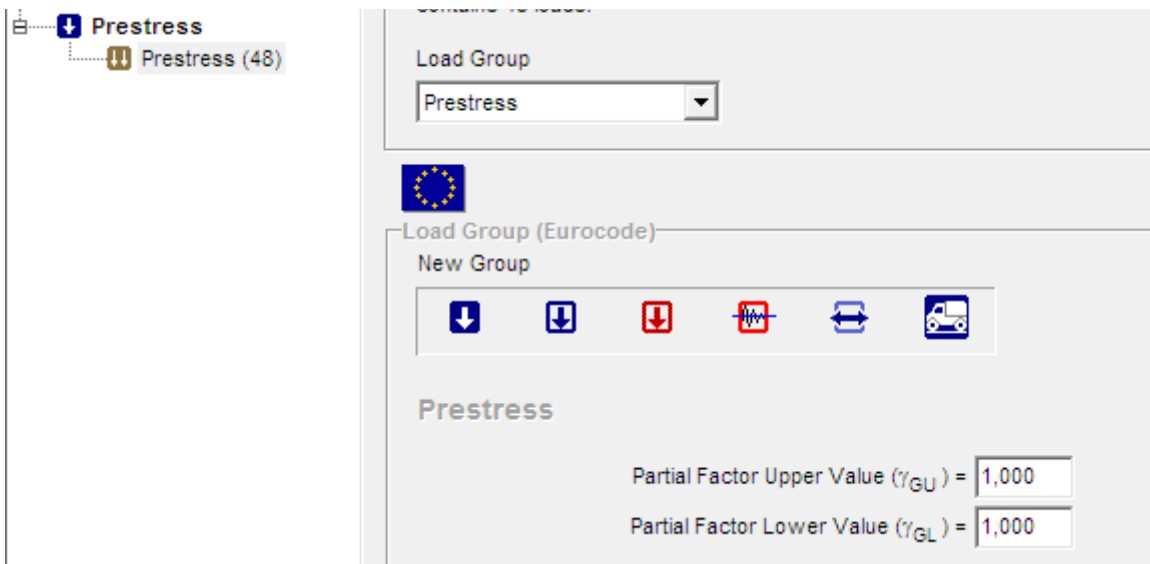 Prestress
Prestress (48)
Load Group
Prestress
Load Group (Eurocode)
New Group
Prestress
Partial Factor Upper Value (γGU) = 1,000
Partial Factor Lower Value (γGL) = 1,000